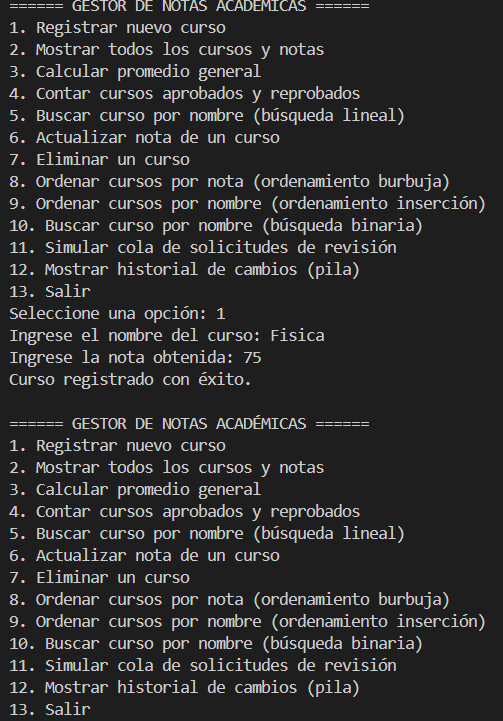 ====== GESTOR DE NOTAS ACADÉMICAS ======
1. Registrar nuevo curso
2. Mostrar todos los cursos y notas
3. Calcular promedio general
4. Contar cursos aprobados y reprobados
5. Buscar curso por nombre (búsqueda lineal)
6. Actualizar nota de un curso
7. Eliminar un curso
8. Ordenar cursos por nota (ordenamiento burbuja)
9. Ordenar cursos por nombre (ordenamiento inserción)
10. Buscar curso por nombre (búsqueda binaria)
11. Simular cola de solicitudes de revisión
12. Mostrar historial de cambios (pila)
13. Salir
Seleccione una opción: 1
Ingrese el nombre del curso: Fisica
Ingrese la nota obtenida: 75
Curso registrado con éxito.

====== GESTOR DE NOTAS ACADÉMICAS ======
1. Registrar nuevo curso
2. Mostrar todos los cursos y notas
3. Calcular promedio general
4. Contar cursos aprobados y reprobados
5. Buscar curso por nombre (búsqueda lineal)
6. Actualizar nota de un curso
7. Eliminar un curso
8. Ordenar cursos por nota (ordenamiento burbuja)
9. Ordenar cursos por nombre (ordenamiento inserción)
10. Buscar curso por nombre (búsqueda binaria)
11. Simular cola de solicitudes de revisión
12. Mostrar historial de cambios (pila)
13. Salir